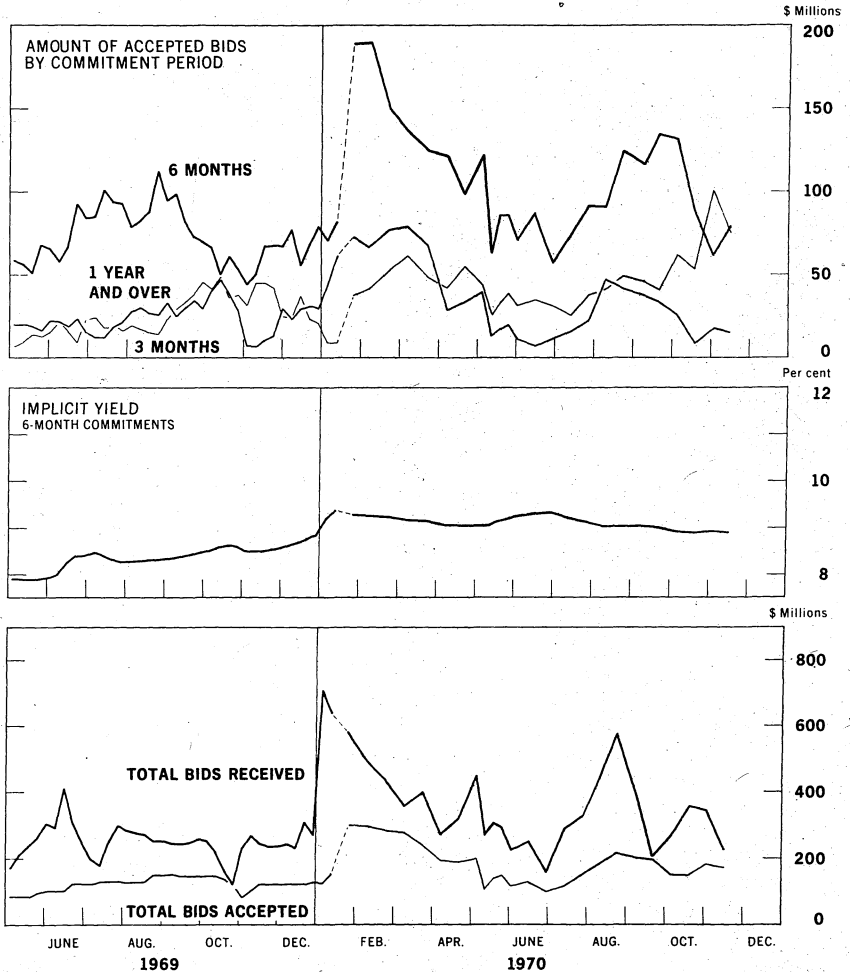 $ Millions
200
AMOUNT OF ACCEPTED BIDS
BY COMMITMENT PERIOD
150
6 MONTHS
100
1 YEAR
AND OVER
50
3 MONTHS
0
Per cent
12
IMPLICIT YIELD
6-MONTH COMMITMENTS
10
8
$ Millions
800
600
TOTAL BIDS RECEIVED
400
200
TOTAL BIDS ACCEPTED
0
JUNE AUG. OCT. DEC. FEB. APR. JUNE AUG. OCT. DEC.
1969 1970